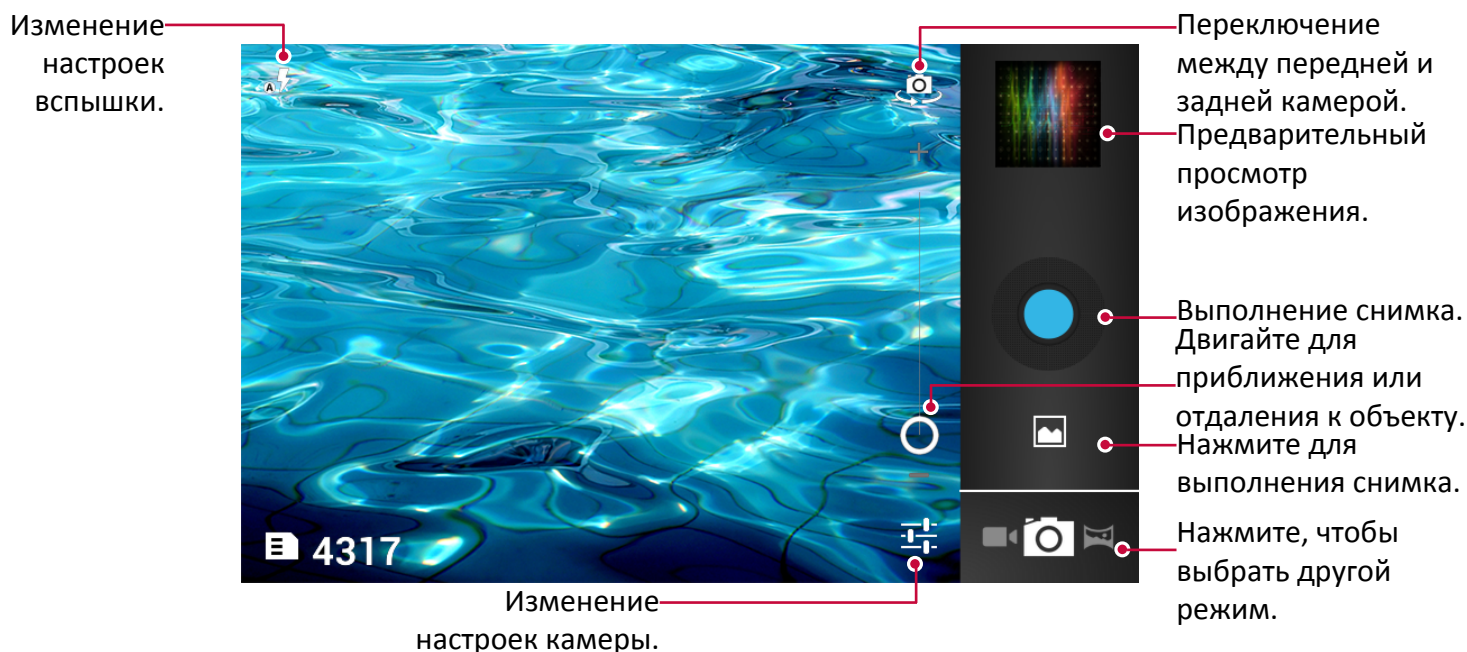 Изменение
настроек
вспышки.
Переключение
между передней и
задней камерой.
Предварительный
просмотр
изображения.
Выполнение снимка.
Двигайте для
приближения или
отдаления к объекту.
Нажмите для
выполнения снимка.
Нажмите, чтобы
выбрать другой
режим.
A
4317
Изменение
настроек камеры.